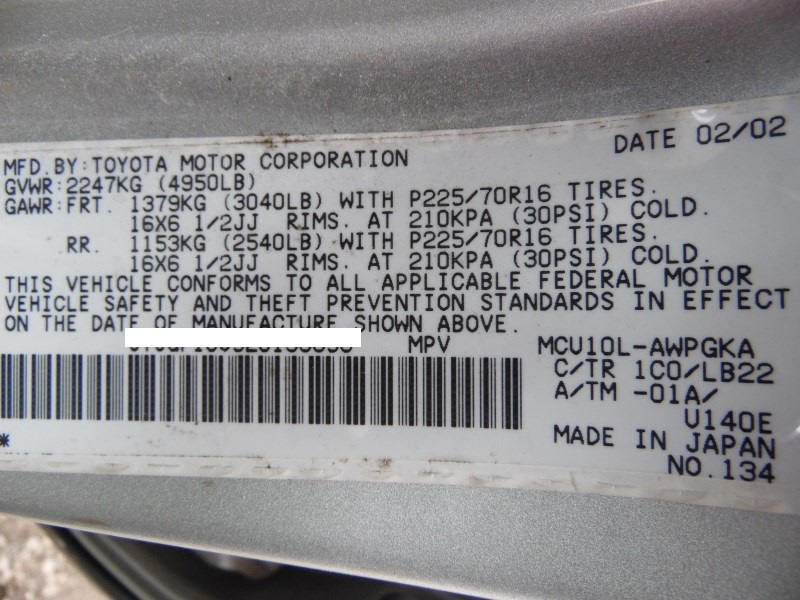 DATE 02/02
MFD.BY:TOYOTA MOTOR CORPORATION
GVWR:2247KG (4950LB)
GAWR:FRT. 1379KG (3040LB) WITH P225/70R16 TIRES.
16X6 1/2JJ RIMS. AT 210KPA (30PSI) COLD.
RR. 1153KG (2540LB) WITH P225/70R16 TIRES.
16X6 1/2JJ RIMS. AT 210KPA (30PSI) COLD.
THIS VEHICLE CONFORMS TO ALL APPLICABLE FEDERAL MOTOR
VEHICLE SAFETY AND THEFT PREVENTION STANDARDS IN EFFECT
ON THE DATE OF MANUFACTURE SHOWN ABOVE.
MPV MCU10L-AWPGKA
C/TR 1C0/LB22
A/TM -01A/
U140E
MADE IN JAPAN
NO.134
*